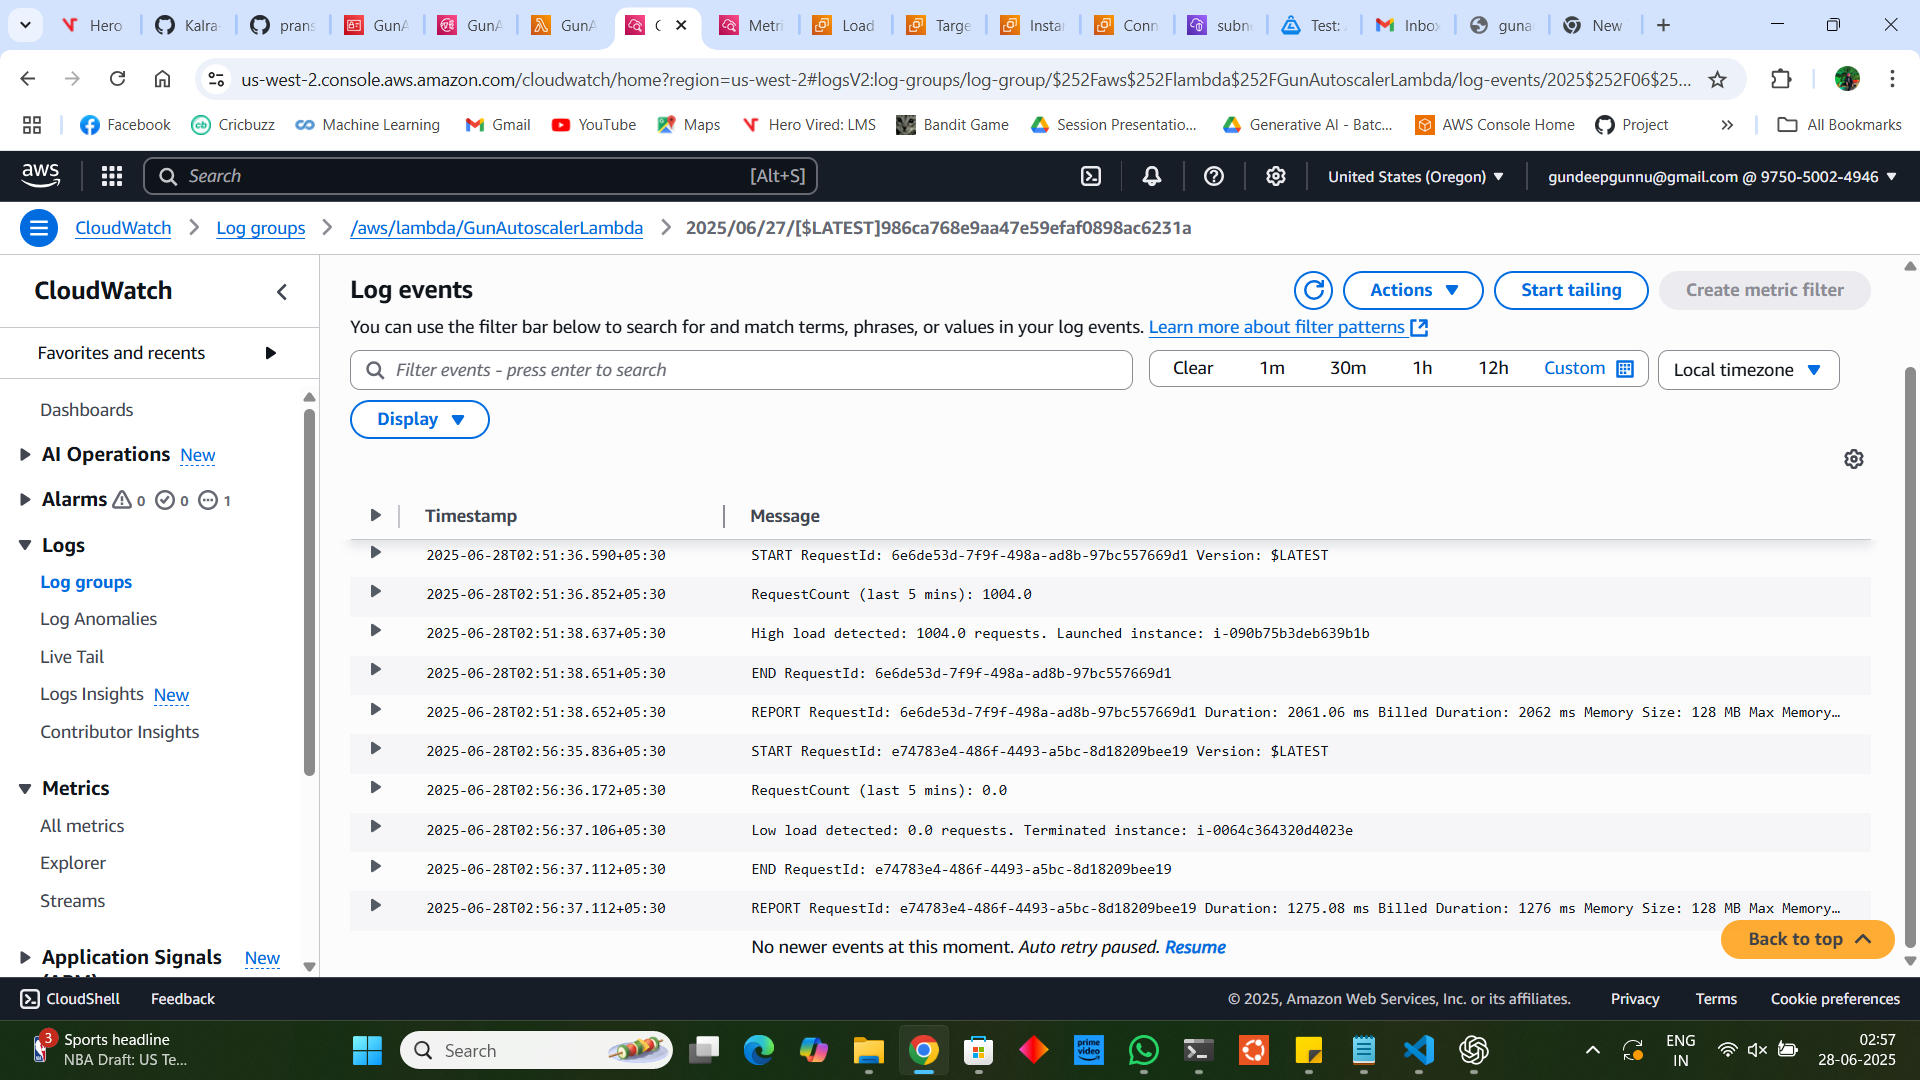 Hero
Kalra-
prans
GunA
GunA
GunA
C
Metri
Load
Targe
Instar
Conn
subne
Test:
Inbox
guna
New
us-west-2.console.aws.amazon.com/cloudwatch/home?region=us-west-2#logsV2:log-groups/log-group/$252Faws$252Flambda$252FGunAutoscalerLambda/log-events/2025$252F06$25...
Facebook
Cricbuzz
Machine Learning
Gmail
YouTube
Maps
Hero Vired: LMS
Bandit Game
Session Presentatio...
Generative AI - Batc...
AWS Console Home
Project
All Bookmarks
aws
Search
[Alt+S]
United States (Oregon)
gundeepgunnu@gmail.com @ 9750-5002-4946
CloudWatch
Log groups
/aws/lambda/GunAutoscalerLambda
2025/06/27/[$LATEST]986ca768e9aa47e59efaf0898ac6231a
CloudWatch
Favorites and recents
Dashboards
AI Operations New
Alarms 0 0 1
Logs
Log groups
Log Anomalies
Live Tail
Logs Insights New
Contributor Insights
Metrics
All metrics
Explorer
Streams
Application Signals New
Log events
Actions
Start tailing
Create metric filter
You can use the filter bar below to search for and match terms, phrases, or values in your log events. Learn more about filter patterns
Filter events - press enter to search
Clear
1m
30m
1h
12h
Custom
Local timezone
Display
Timestamp
Message
2025-06-28T02:51:36.590+05:30 START RequestId: 6e6de53d-7f9f-498a-ad8b-97bc557669d1 Version: $LATEST
2025-06-28T02:51:36.852+05:30 RequestCount (last 5 mins): 1004.0
2025-06-28T02:51:38.637+05:30 High load detected: 1004.0 requests. Launched instance: i-090b75b3deb639b1b
2025-06-28T02:51:38.651+05:30 END RequestId: 6e6de53d-7f9f-498a-ad8b-97bc557669d1
2025-06-28T02:51:38.652+05:30 REPORT RequestId: 6e6de53d-7f9f-498a-ad8b-97bc557669d1 Duration: 2061.06 ms Billed Duration: 2062 ms Memory Size: 128 MB Max Memory…
2025-06-28T02:56:35.836+05:30 START RequestId: e74783e4-486f-4493-a5bc-8d18209bee19 Version: $LATEST
2025-06-28T02:56:36.172+05:30 RequestCount (last 5 mins): 0.0
2025-06-28T02:56:37.106+05:30 Low load detected: 0.0 requests. Terminated instance: i-0064c364320d4023e
2025-06-28T02:56:37.112+05:30 END RequestId: e74783e4-486f-4493-a5bc-8d18209bee19
2025-06-28T02:56:37.112+05:30 REPORT RequestId: e74783e4-486f-4493-a5bc-8d18209bee19 Duration: 1275.08 ms Billed Duration: 1276 ms Memory Size: 128 MB Max Memory…
No newer events at this moment. Auto retry paused. Resume
Back to top
CloudShell
Feedback
© 2025, Amazon Web Services, Inc. or its affiliates.
Privacy
Terms
Cookie preferences
3
Sports headline
NBA Draft: US Te...
Search
prime video
ENG
IN
02:57
28-06-2025